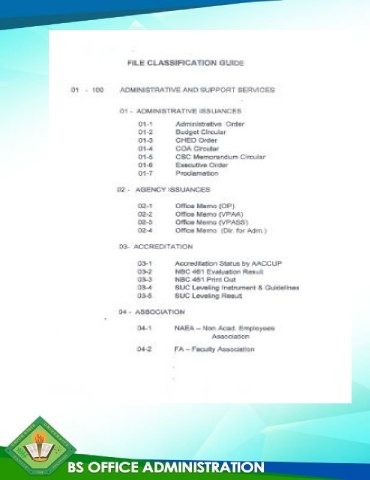 FILE CLASSIFICATION GUIDE
01 - 100 ADMINISTRATIVE AND SUPPORT SERVICES
01 - ADMINISTRATIVE ISSUANCES
01-1 Administrative Order
01-2 Budget Circular
01-3 CHED Order
01-4 COA Circular
01-5 CSC Memorandum Circular
01-6 Executive Order
01-7 Proclamation
02 - AGENCY ISSUANCES
02-1 Office Memo (OP)
02-2 Office Memo (VPAA)
02-3 Office Memo (VPASS)
02-4 Office Memo (Dir. for Adm.)
03- ACCREDITATION
03-1 Accreditation Status by AACCUP
03-2 NBC 461 Evaluation Result
03-3 NBC 461 Print Out
03-4 SUC Leveling Instrument & Guidelines
03-5 SUC Leveling Result
04 - ASSOCIATION
04-1 NAEA – Non Acad. Employees
Association
04-2 FA – Faculty Association
BS OFFICE ADMINISTRATION